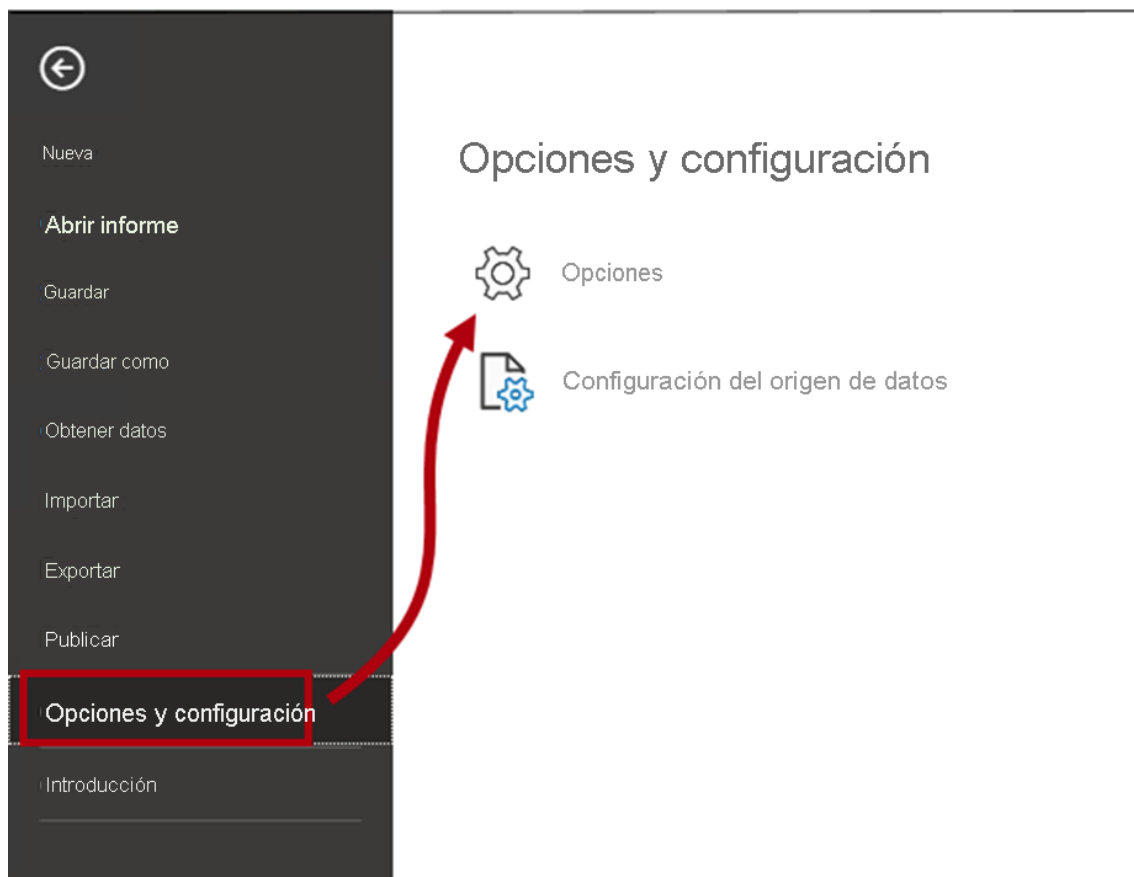 Nueva
Abrir informe
Guardar
Guardar como
Obtener datos
Importar
Exportar
Publicar
Opciones y configuración
Introducción
Opciones y configuración
Opciones
Configuración del origen de datos